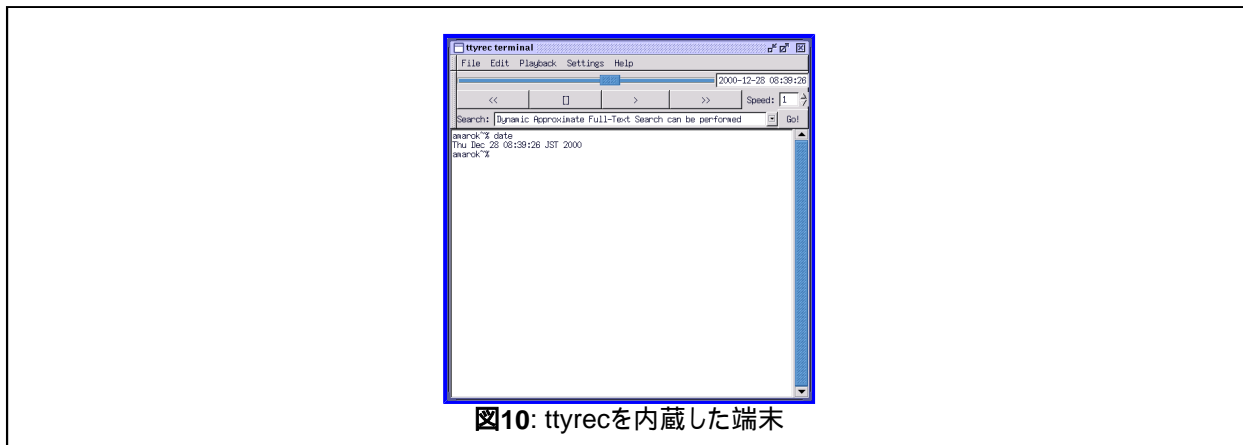 ttyrec terminal
File Edit Playback Settings Help
2000-12-28 08:39:26
<< [] > >> Speed: 1
Search: Dynamic Approximate Full-Text Search can be performed Go!
amarok~% date
Thu Dec 28 08:39:26 JST 2000
amarok~%
図10: ttyrecを内蔵した端末